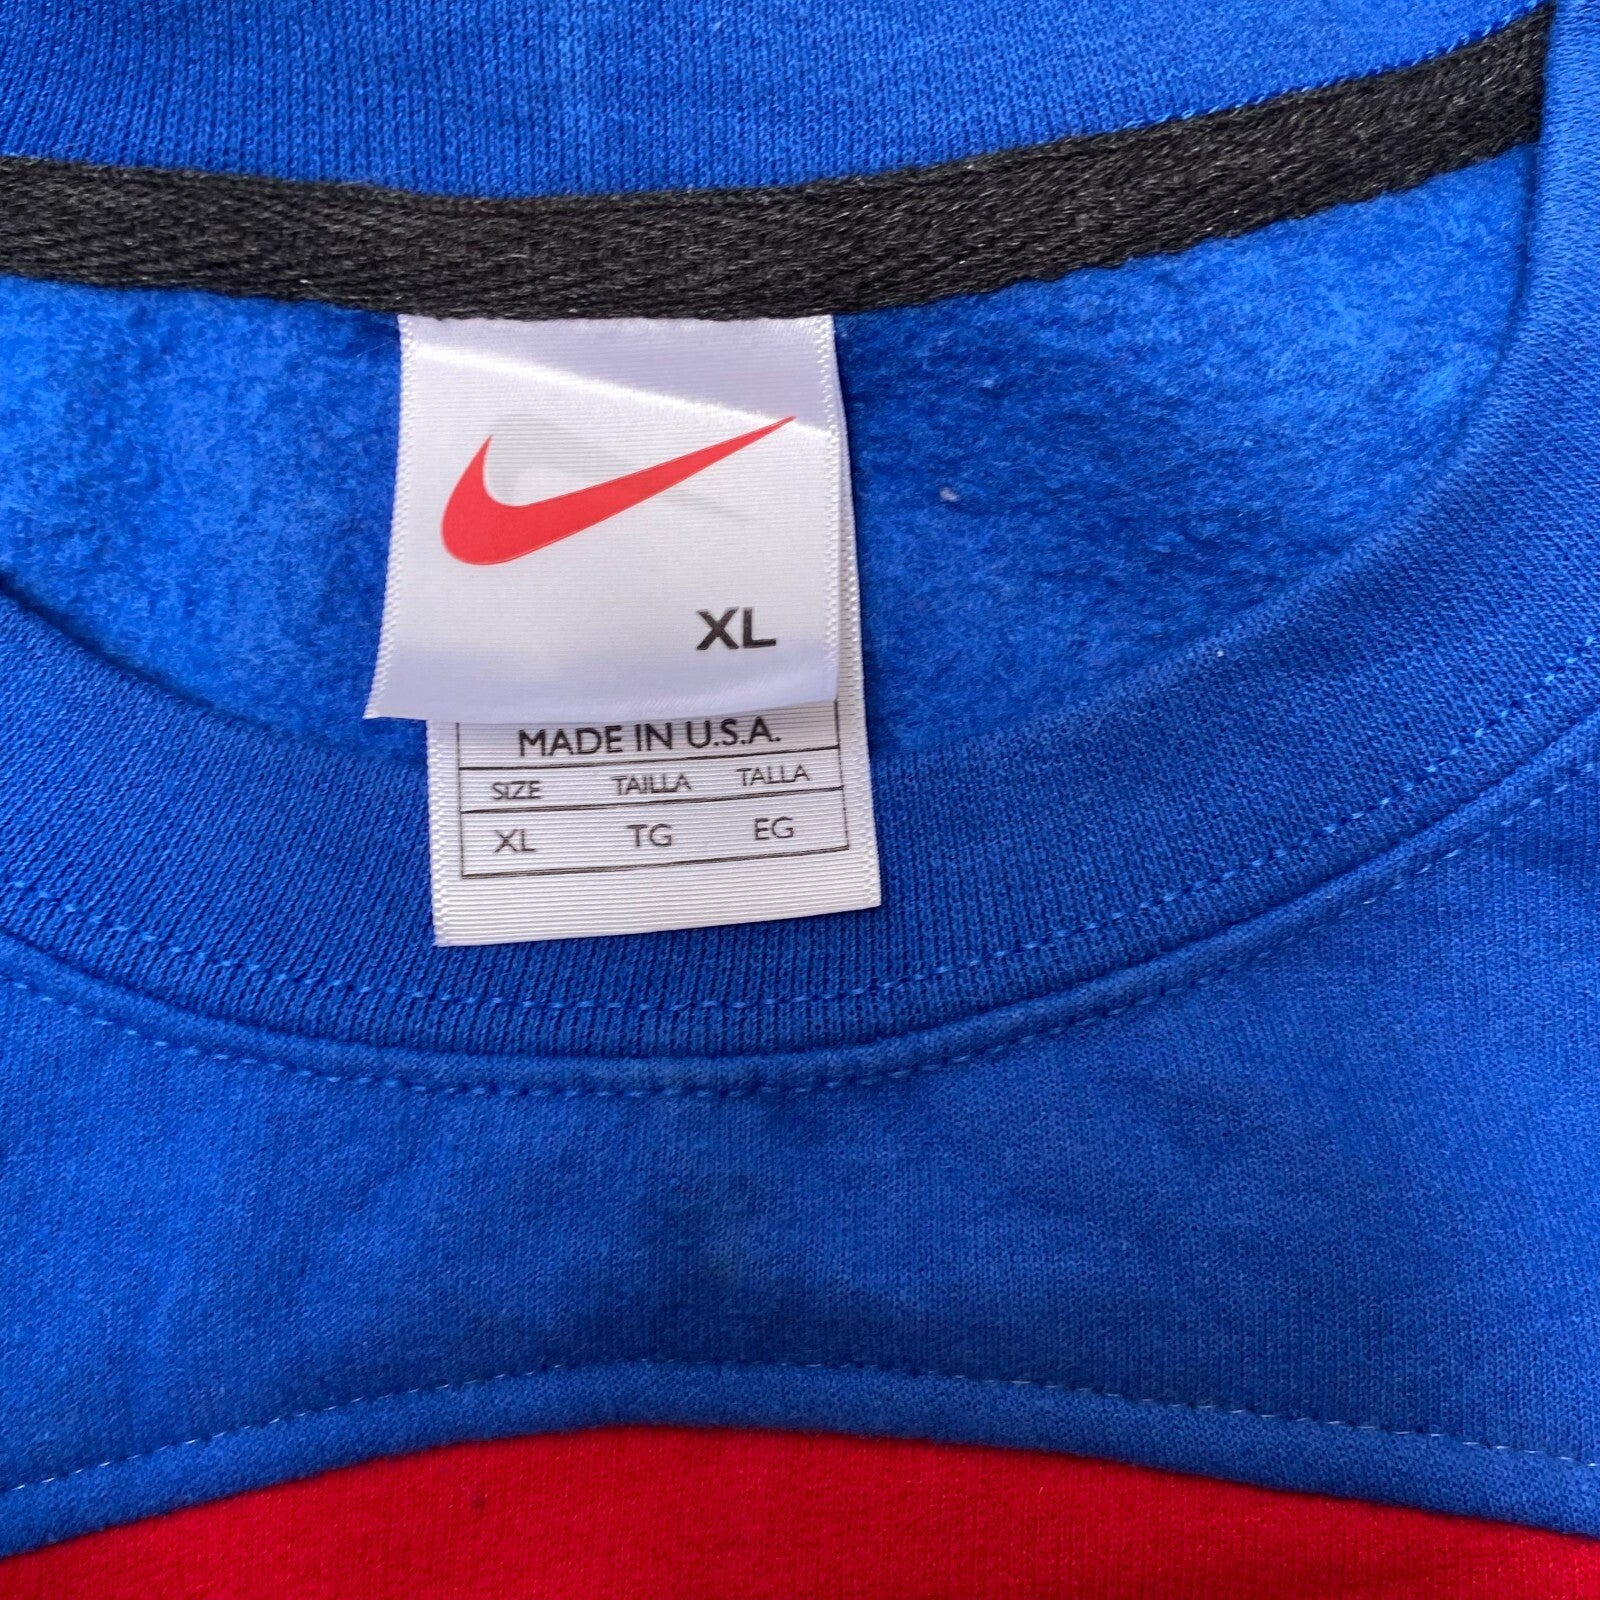 XL
MADE IN U.S.A.
SIZE TAILLA TALLA
XL TG EG